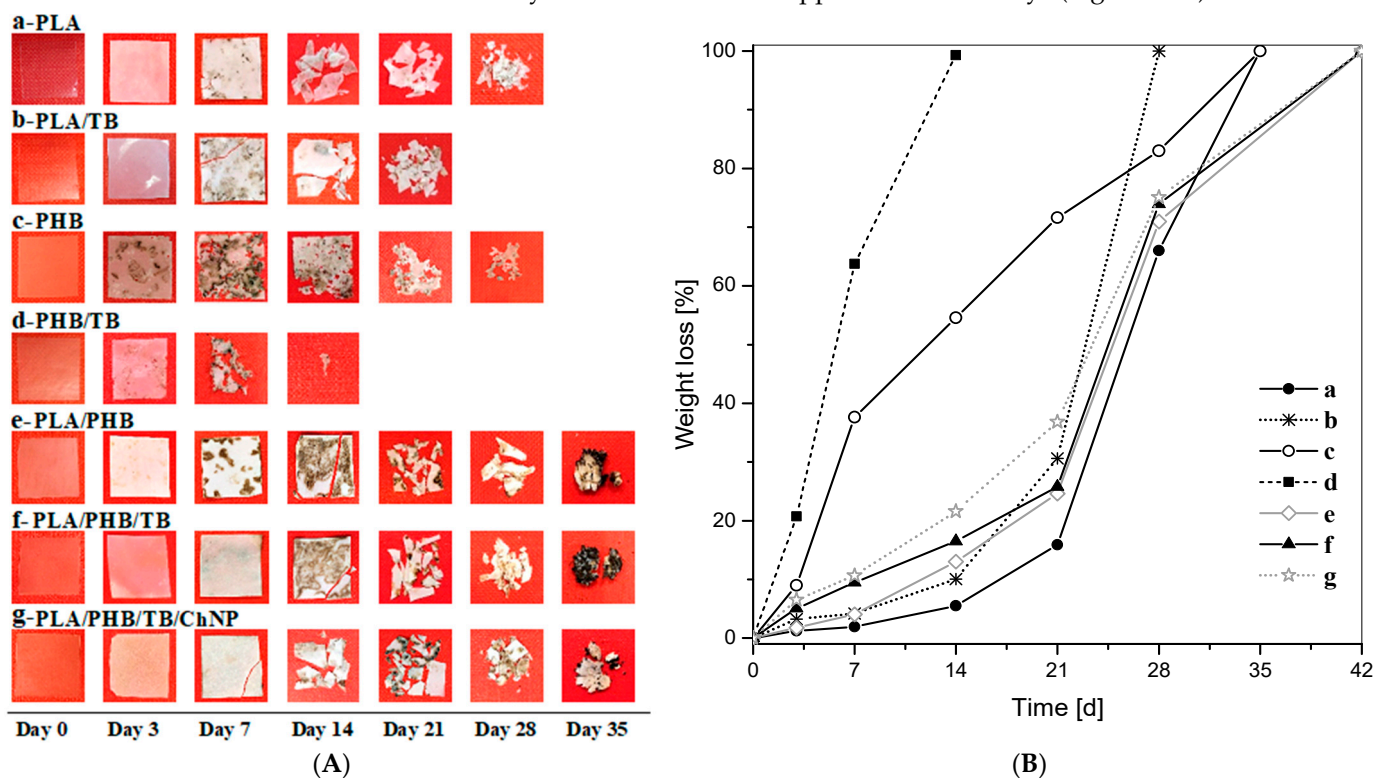 a-PLA
b-PLA/TB
c-PHB
d-PHB/TB
e-PLA/PHB
f-PLA/PHB/TB
g-PLA/PHB/TB/ChNP
Day 0 Day 3 Day 7 Day 14 Day 21 Day 28 Day 35
(A)
Weight loss [%]
100
80
60
40
20
0
0 7 14 21 28 35 42
Time [d]
a
b
c
d
e
f
g
(B)